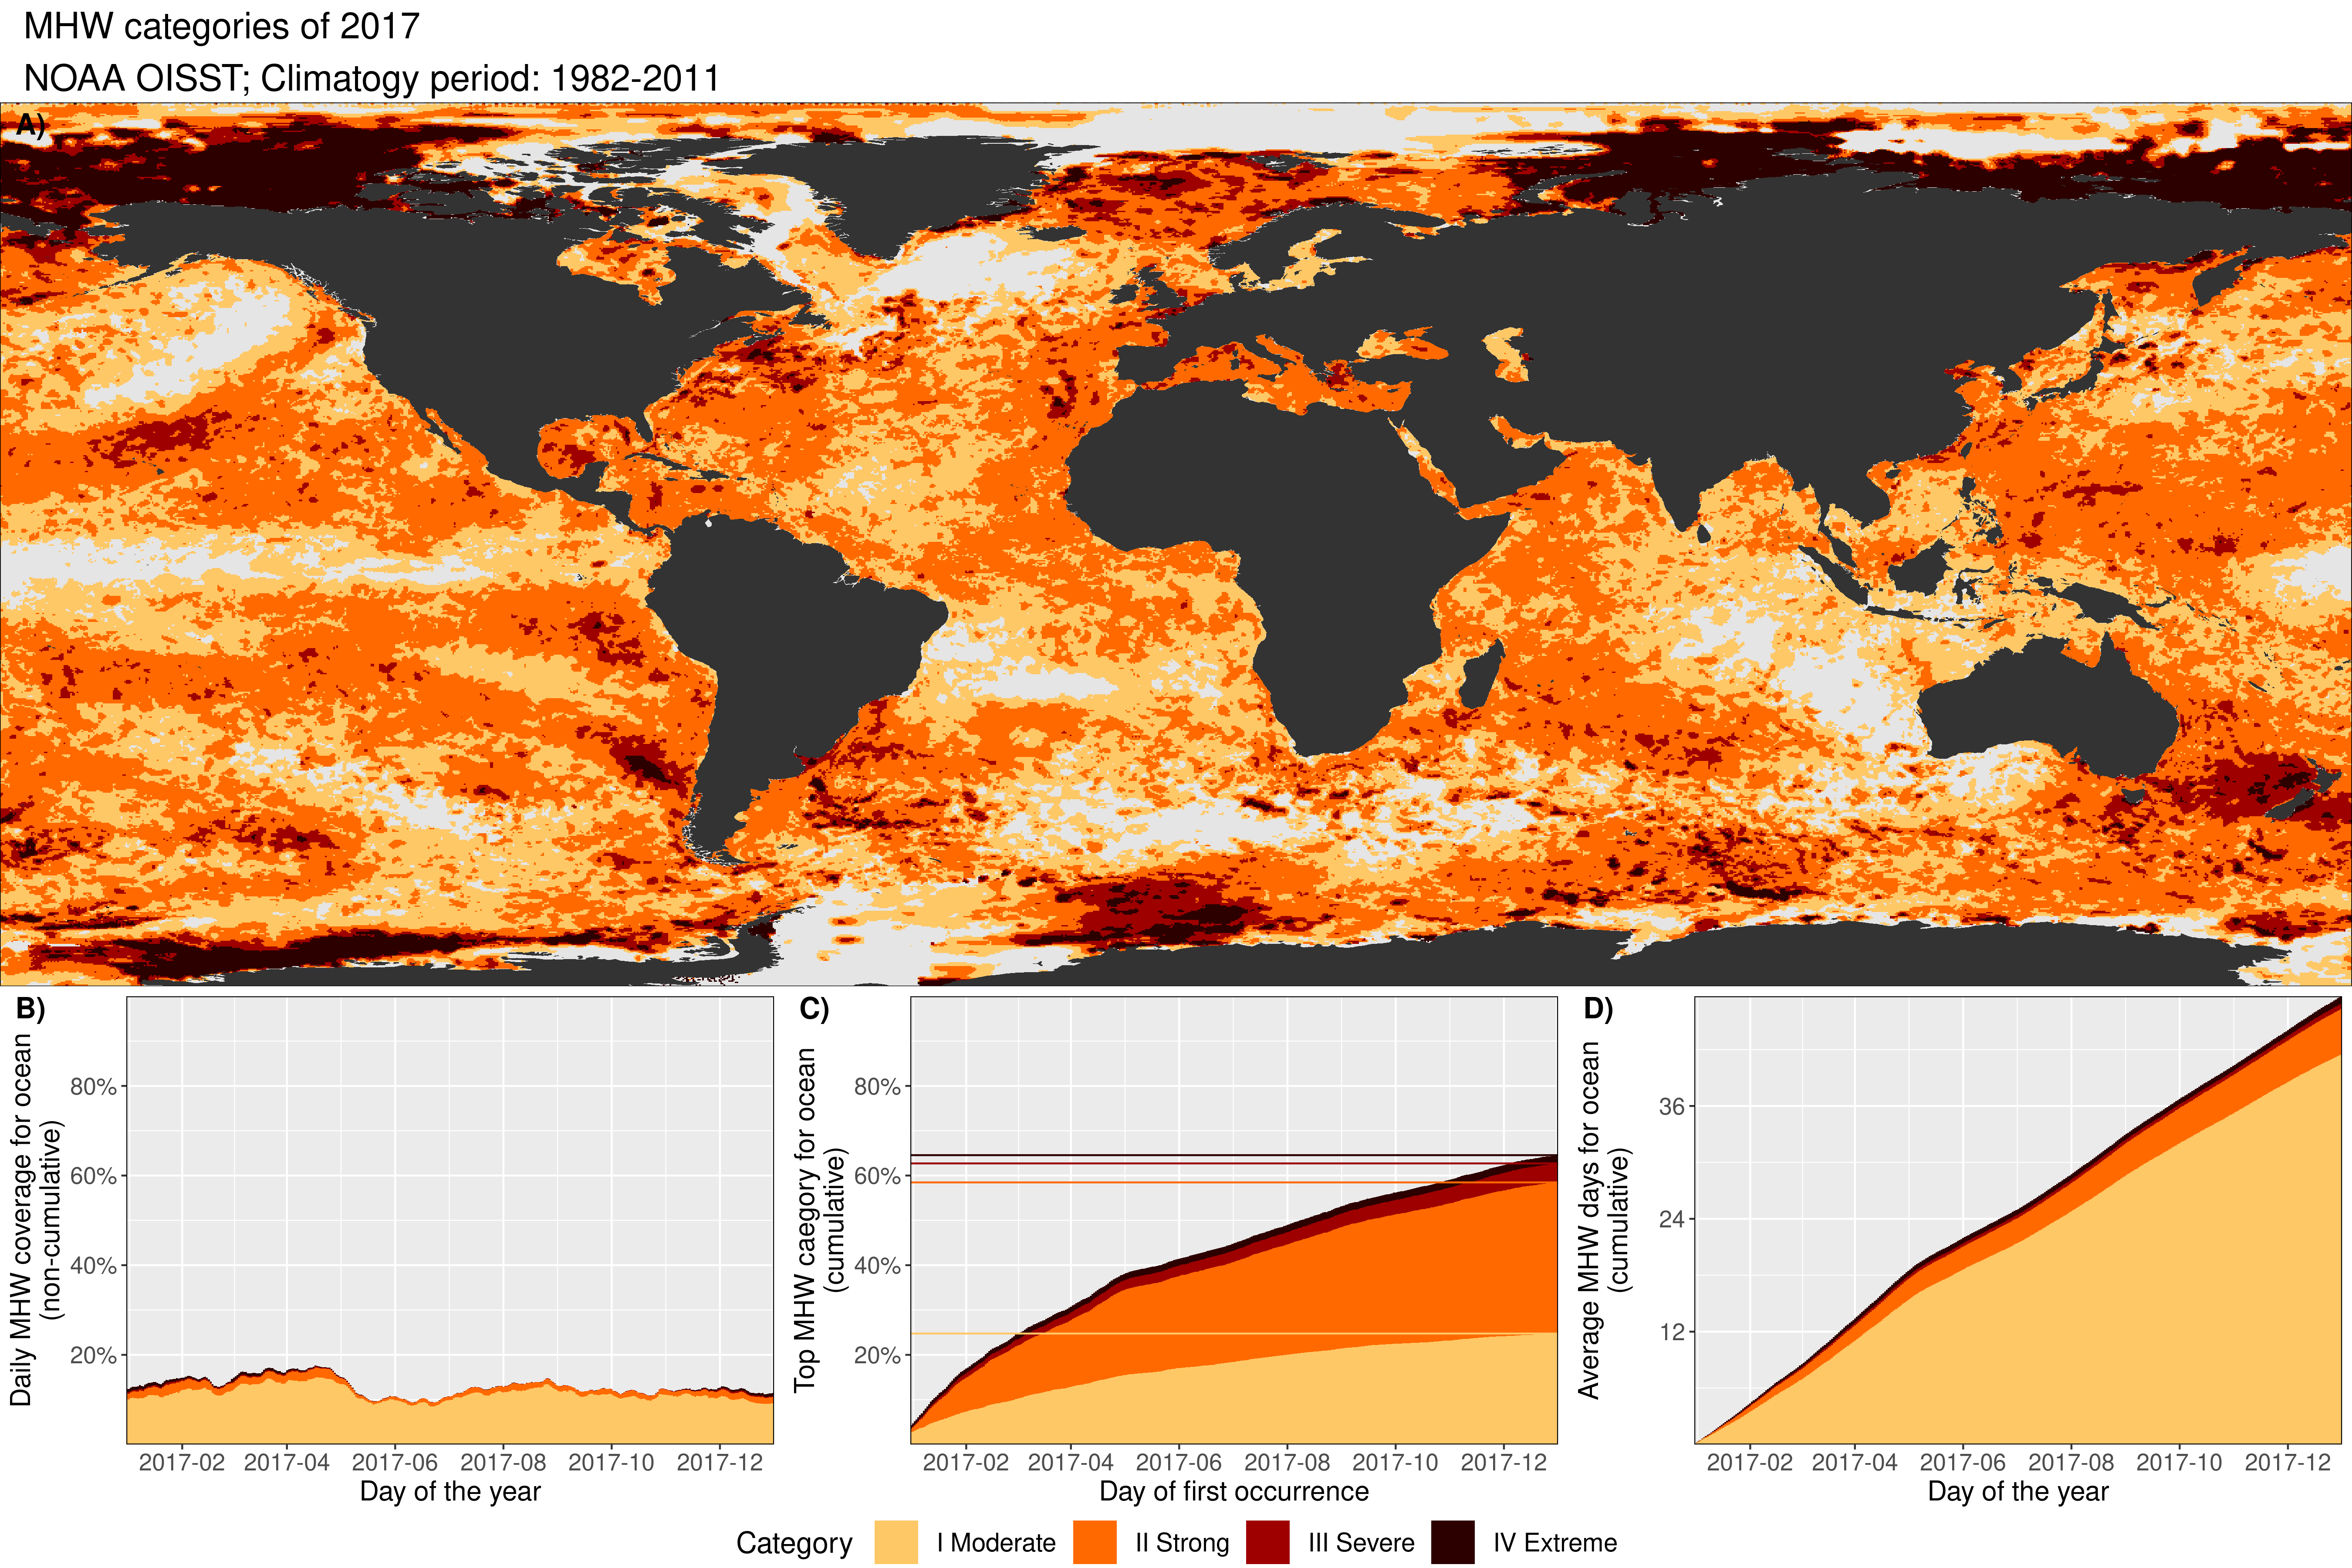 MHW categories of 2017
NOAA OISST; Climatogy period: 1982-2011
A)
B)
Daily MHW coverage for ocean
(non-cumulative)
80%
60%
40%
20%
2017-02 2017-04 2017-06 2017-08 2017-10 2017-12
Day of the year
C)
Top MHW category for ocean
(cumulative)
80%
60%
40%
20%
2017-02 2017-04 2017-06 2017-08 2017-10 2017-12
Day of first occurrence
D)
Average MHW days for ocean
(cumulative)
36
24
12
2017-02 2017-04 2017-06 2017-08 2017-10 2017-12
Day of the year
Category I Moderate II Strong III Severe IV Extreme